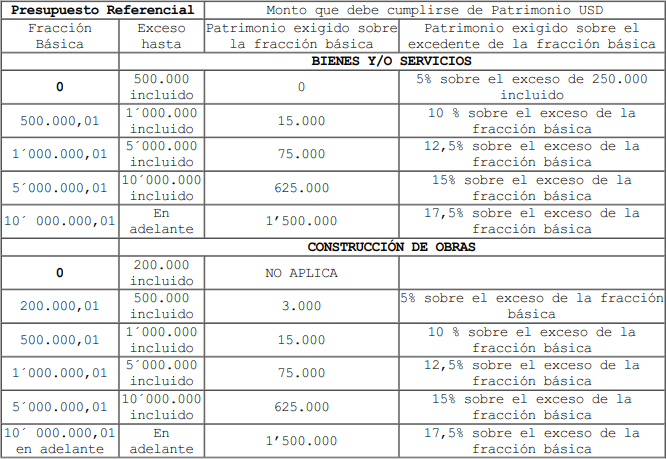 Presupuesto Referencial
Monto que debe cumplirse de Patrimonio USD
Fracción
Básica
Exceso
hasta
Patrimonio exigido sobre
la fracción básica
Patrimonio exigido sobre el
excedente de la fracción básica
BIENES Y/O SERVICIOS
0
500.000
incluido
0
5% sobre el exceso de 250.000
incluido
500.000,01
1´000.000
incluido
15.000
10 % sobre el exceso de la
fracción básica
1´000.000,01
5´000.000
incluido
75.000
12,5% sobre el exceso de la
fracción básica
5´000.000,01
10´000.000
incluido
625.000
15% sobre el exceso de la
fracción básica
10´ 000.000,01
En
adelante
1’500.000
17,5% sobre el exceso de la
fracción básica
CONSTRUCCIÓN DE OBRAS
0
200.000
incluido
NO APLICA
200.000,01
500.000
incluido
3.000
5% sobre el exceso de la fracción
básica
500.000,01
1´000.000
incluido
15.000
10 % sobre el exceso de la
fracción básica
1´000.000,01
5´000.000
incluido
75.000
12,5% sobre el exceso de la
fracción básica
5´000.000,01
10´000.000
incluido
625.000
15% sobre el exceso de la
fracción básica
10´ 000.000,01
en adelante
En
adelante
1’500.000
17,5% sobre el exceso de la
fracción básica